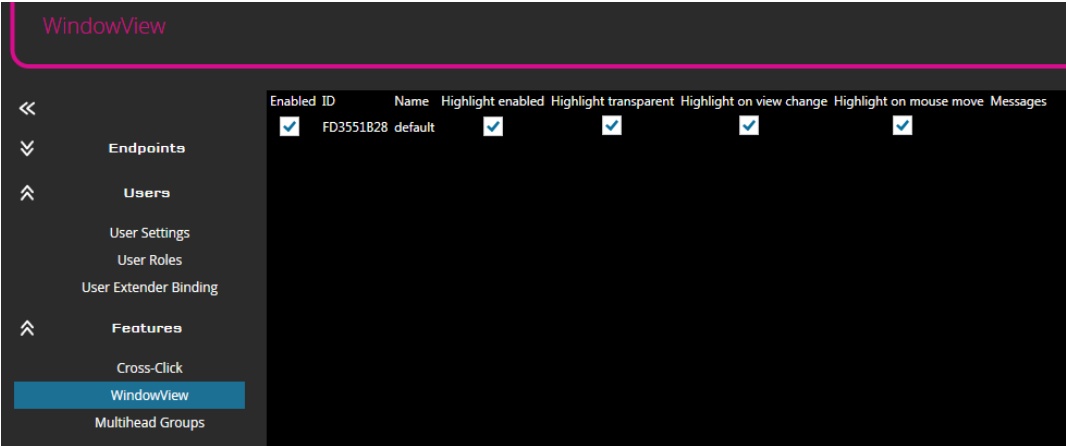 WindowView
Enabled ID Name Highlight enabled Highlight transparent Highlight on view change Highlight on mouse move Messages
FD3551B28 default
Endpoints
Users
User Settings
User Roles
User Extender Binding
Features
Cross-Click
WindowView
Multihead Groups